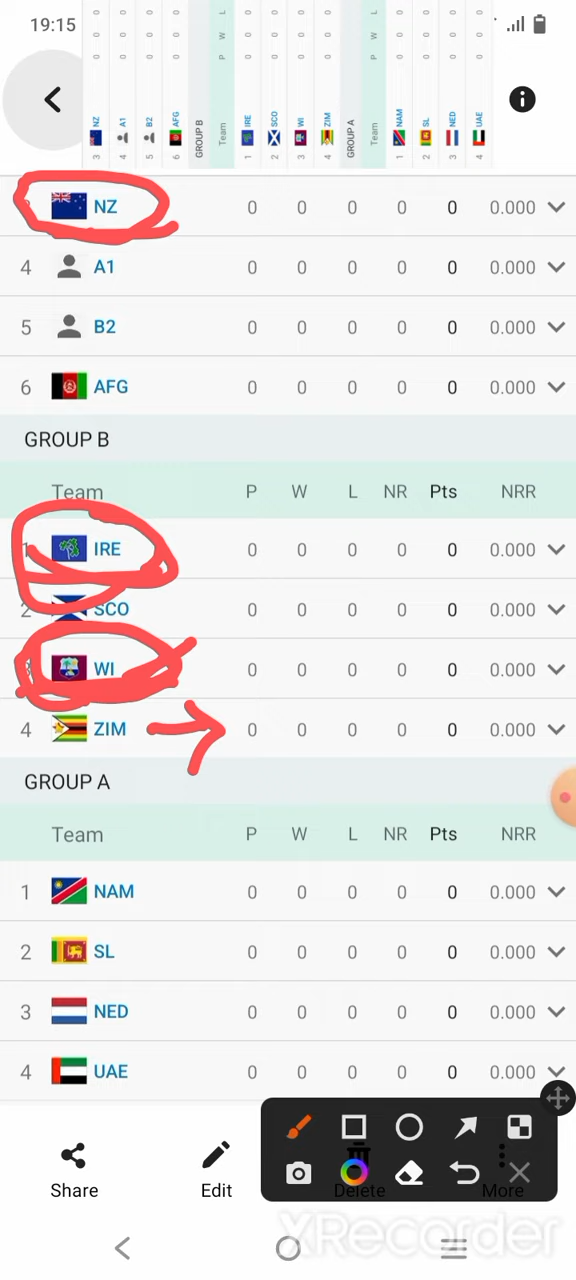 19:15
NZ A1 B2 AFG GROUP B Team IRE SCO WI ZIM GROUP A Team NAM SL NED UAE
NZ 0 0 0 0 0 0.000
4 A1 0 0 0 0 0 0.000
5 B2 0 0 0 0 0 0.000
6 AFG 0 0 0 0 0 0.000
GROUP B
Team P W L NR Pts NRR
1 IRE 0 0 0 0 0 0.000
2 SCO 0 0 0 0 0 0.000
WI 0 0 0 0 0 0.000
4 ZIM 0 0 0 0 0 0.000
GROUP A
Team P W L NR Pts NRR
1 NAM 0 0 0 0 0 0.000
2 SL 0 0 0 0 0 0.000
3 NED 0 0 0 0 0 0.000
4 UAE 0 0 0 0 0 0.000
Share Edit Delete More
XRecorder